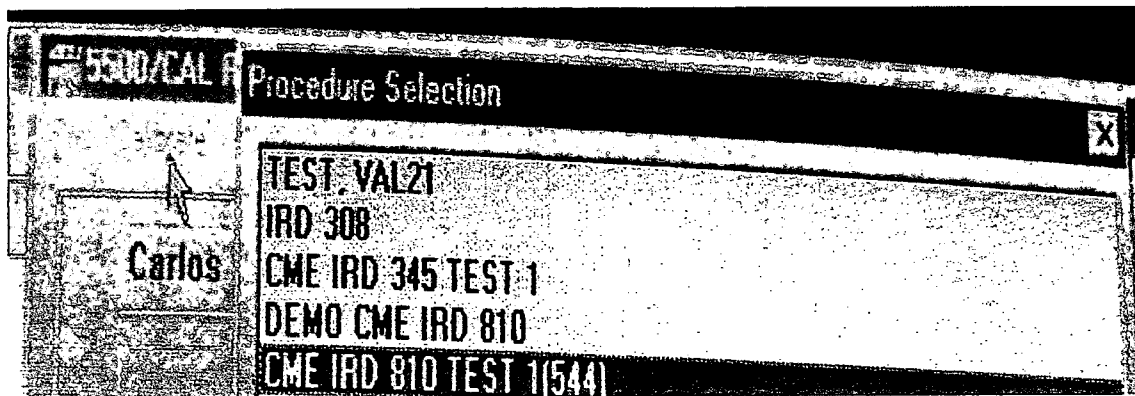 5500/CAL
Procedure Selection
X
TEST. VAL21
IRD 308
Carlos
CME IRD 345 TEST 1
DEMO CME IRD 810
CME IRD 810 TEST 1(544)